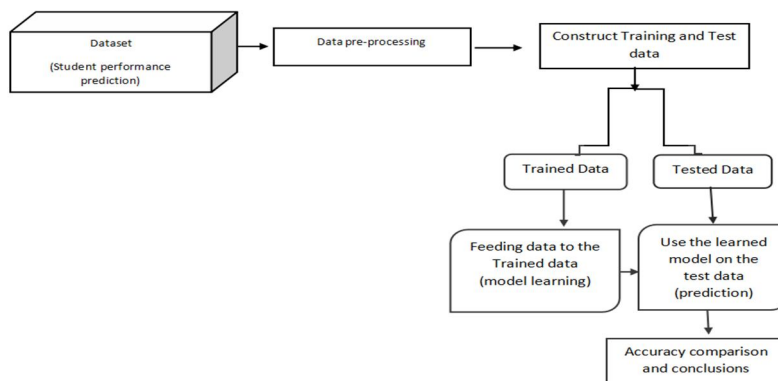 Dataset
(Student performance
prediction)
Data pre-processing
Construct Training and Test
data
Trained Data
Tested Data
Feeding data to the
Trained data
(model learning)
Use the learned
model on the
test data
(prediction)
Accuracy comparison
and conclusions